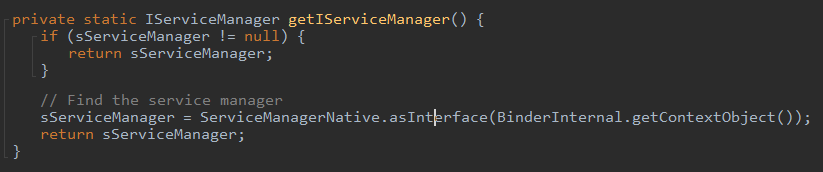 private static IServiceManager getIServiceManager() {
if (sServiceManager != null) {
return sServiceManager;
}
// Find the service manager
sServiceManager = ServiceManagerNative.asInterface(BinderInternal.getContextObject());
return sServiceManager;
}